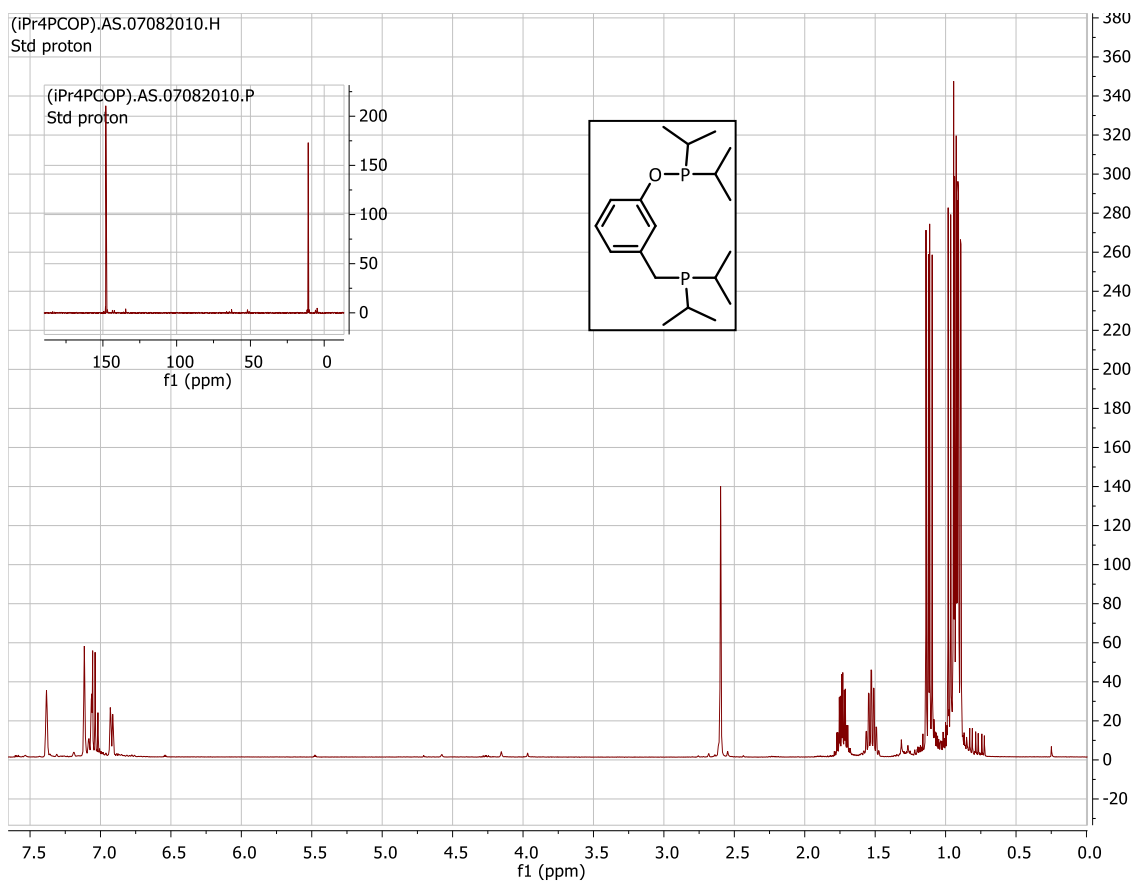 (iPr4PCOP).AS.07082010.H
Std proton
(iPr4PCOP).AS.07082010.P
Std proton
200
150
100
50
0
150 100 50 0
f1 (ppm)
O P
P
380
360
340
320
300
280
260
240
220
200
180
160
140
120
100
80
60
40
20
0
-20
7.5 7.0 6.5 6.0 5.5 5.0 4.5 4.0 3.5 3.0 2.5 2.0 1.5 1.0 0.5 0.0
f1 (ppm)